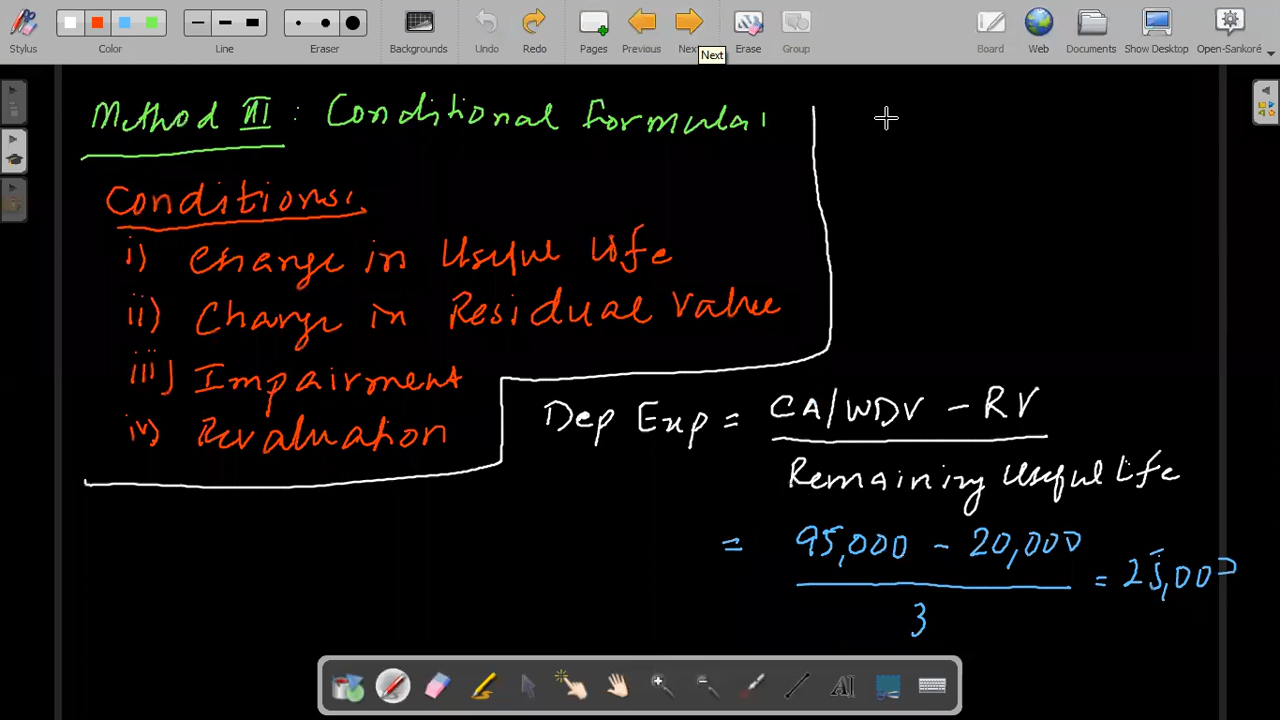 Stylus Color Line Eraser Backgrounds Undo Redo Pages Previous Next Erase Group Board Web Documents Show Desktop Open-Sankoré
Next
Method III : Conditional Formula:
Conditions:
i) Change in Useful Life
ii) Change in Residual Value
iii) Impairment
iv) Revaluation
Dep Exp = CA/WDV - RV
Remaining Useful Life
= 95,000 - 20,000 = 25,000
3
AI